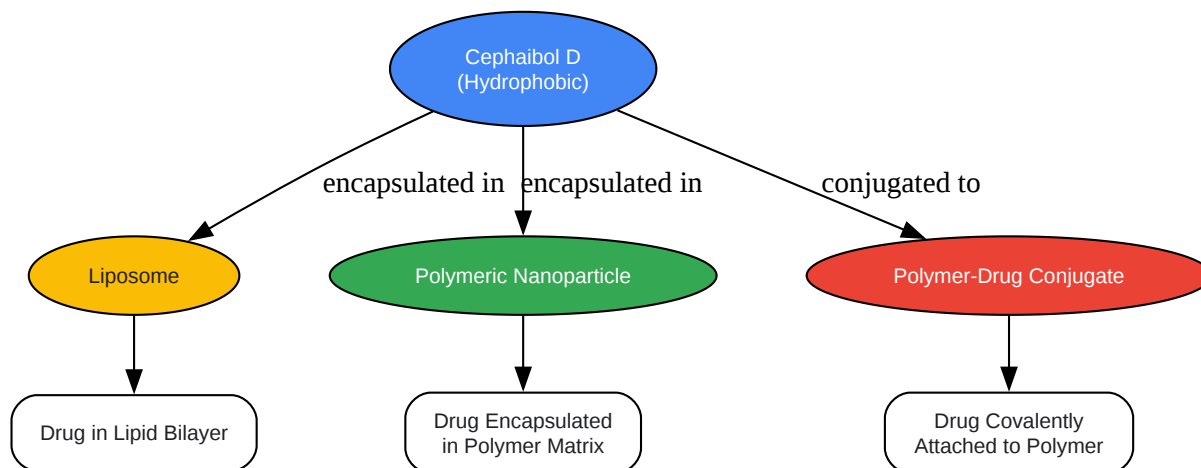 Cephaibol D
(Hydrophobic)
encapsulated in
encapsulated in
conjugated to
Liposome
Polymeric Nanoparticle
Polymer-Drug Conjugate
Drug in Lipid Bilayer
Drug Encapsulated
in Polymer Matrix
Drug Covalently
Attached to Polymer